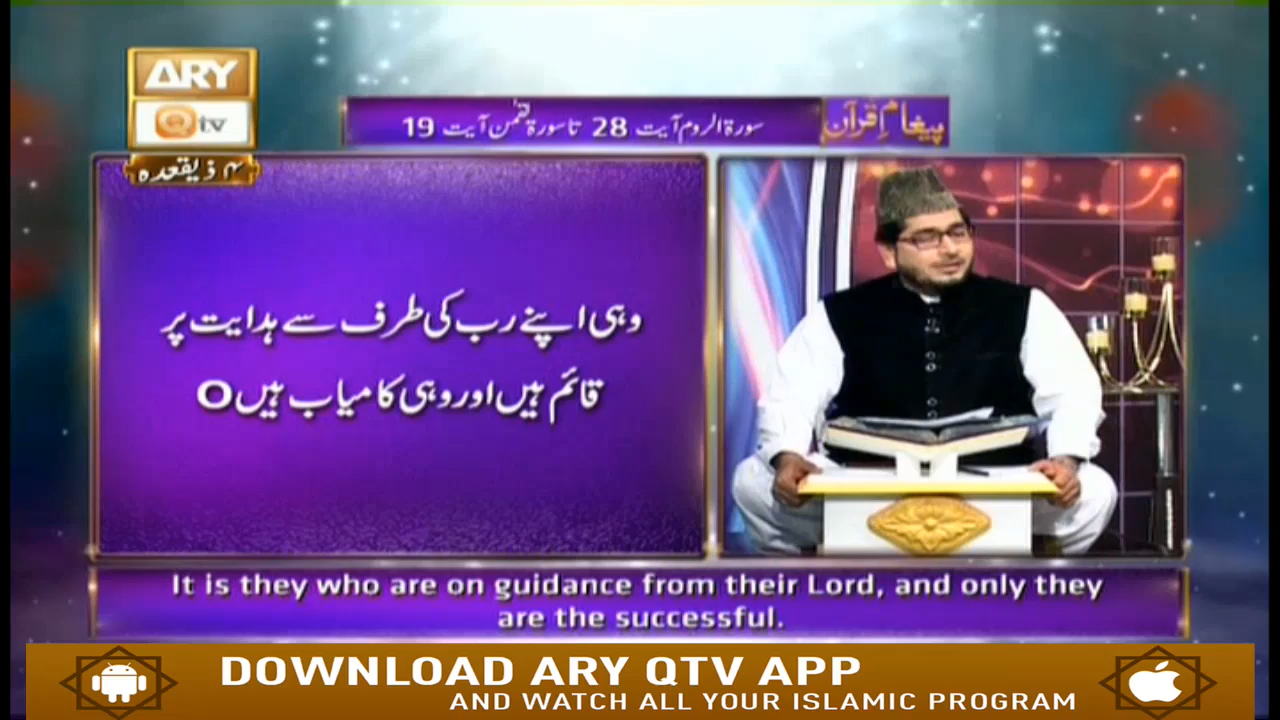 ARY
Qtv
۴ ذیقعدہ
پیغام قرآن
سورۃ الروم آیت 28 تا سورۃ لقمٰن آیت 19
وہی اپنے رب کی طرف سے ہدایت پر
قائم ہیں اور وہی کامیاب ہیں O
It is they who are on guidance from their Lord, and only they
are the successful.
DOWNLOAD ARY QTV APP
AND WATCH ALL YOUR ISLAMIC PROGRAM